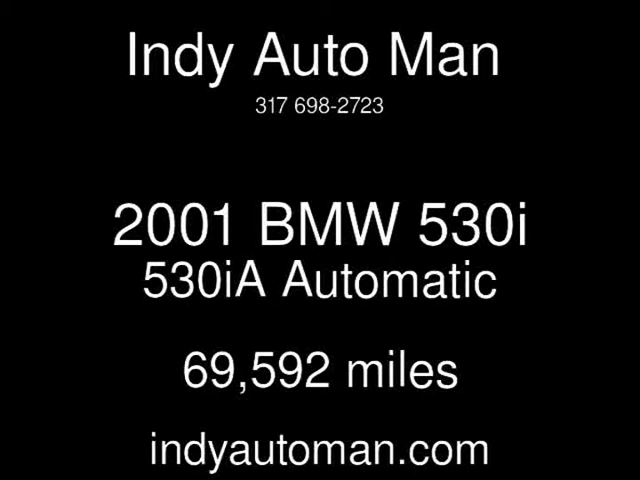 Indy Auto Man
317 698-2723
2001 BMW 530i
530iA Automatic
69,592 miles
indyautoman.com